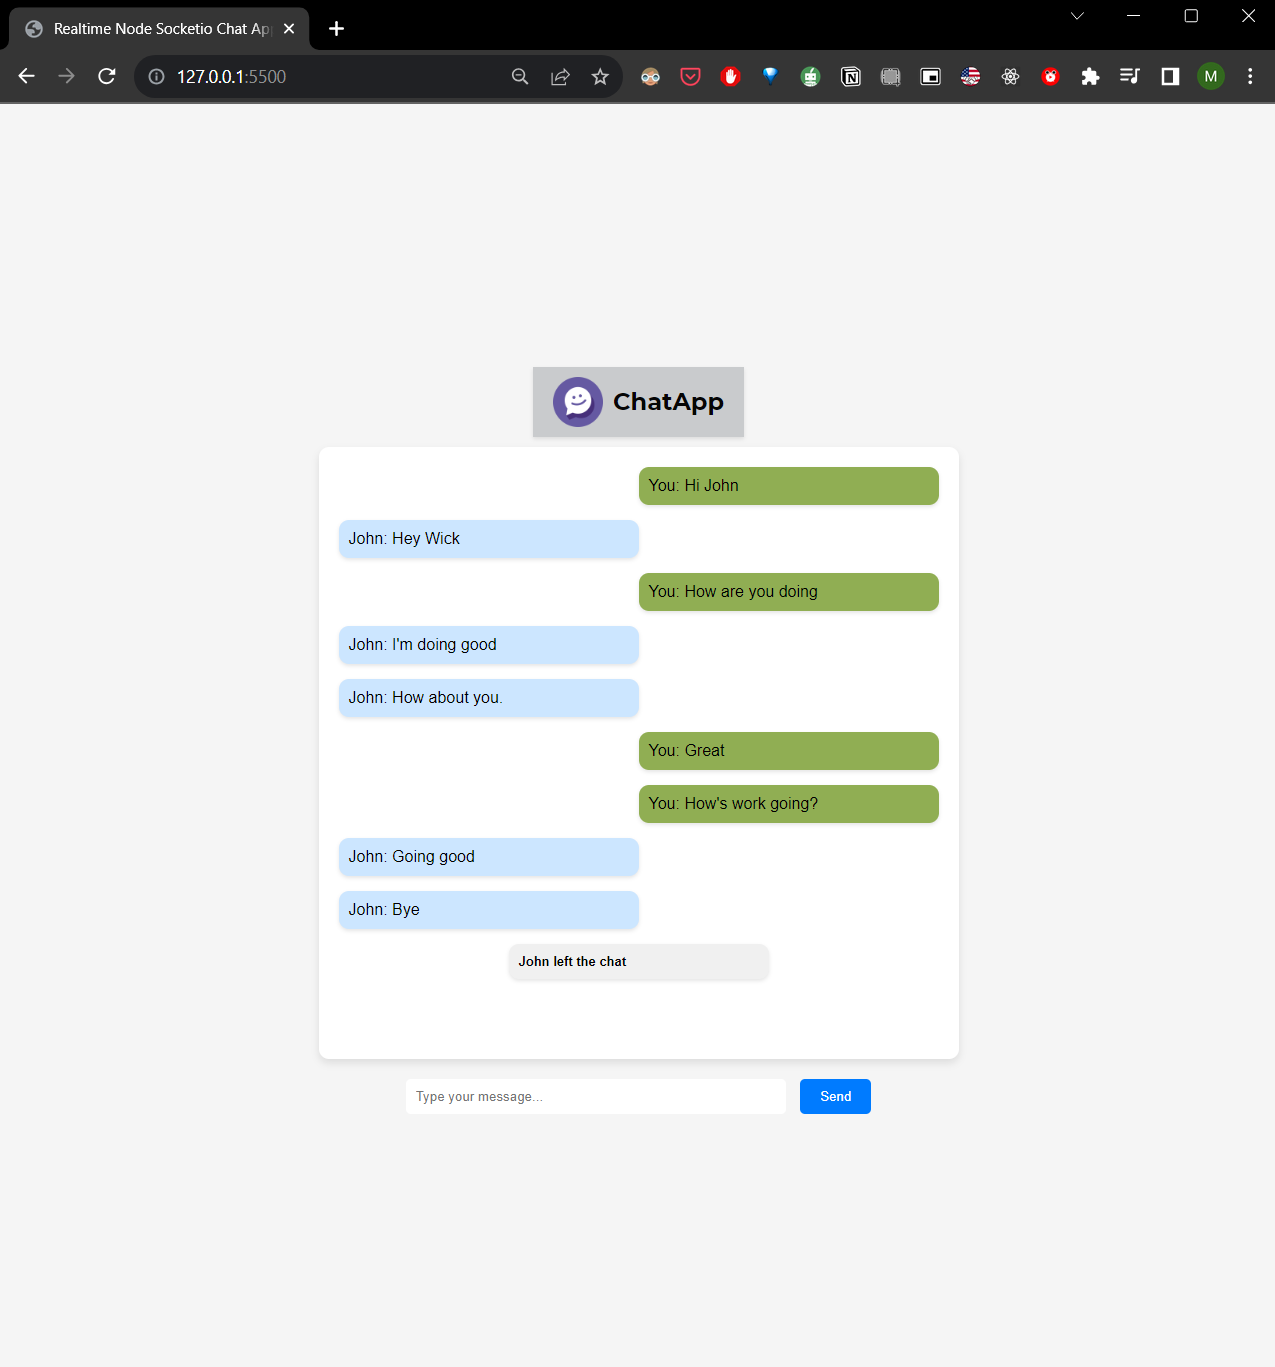 Realtime Node Socketio Chat Ap
127.0.0.1:5500
M
ChatApp
You: Hi John
John: Hey Wick
You: How are you doing
John: I'm doing good
John: How about you.
You: Great
You: How's work going?
John: Going good
John: Bye
John left the chat
Type your message...
Send